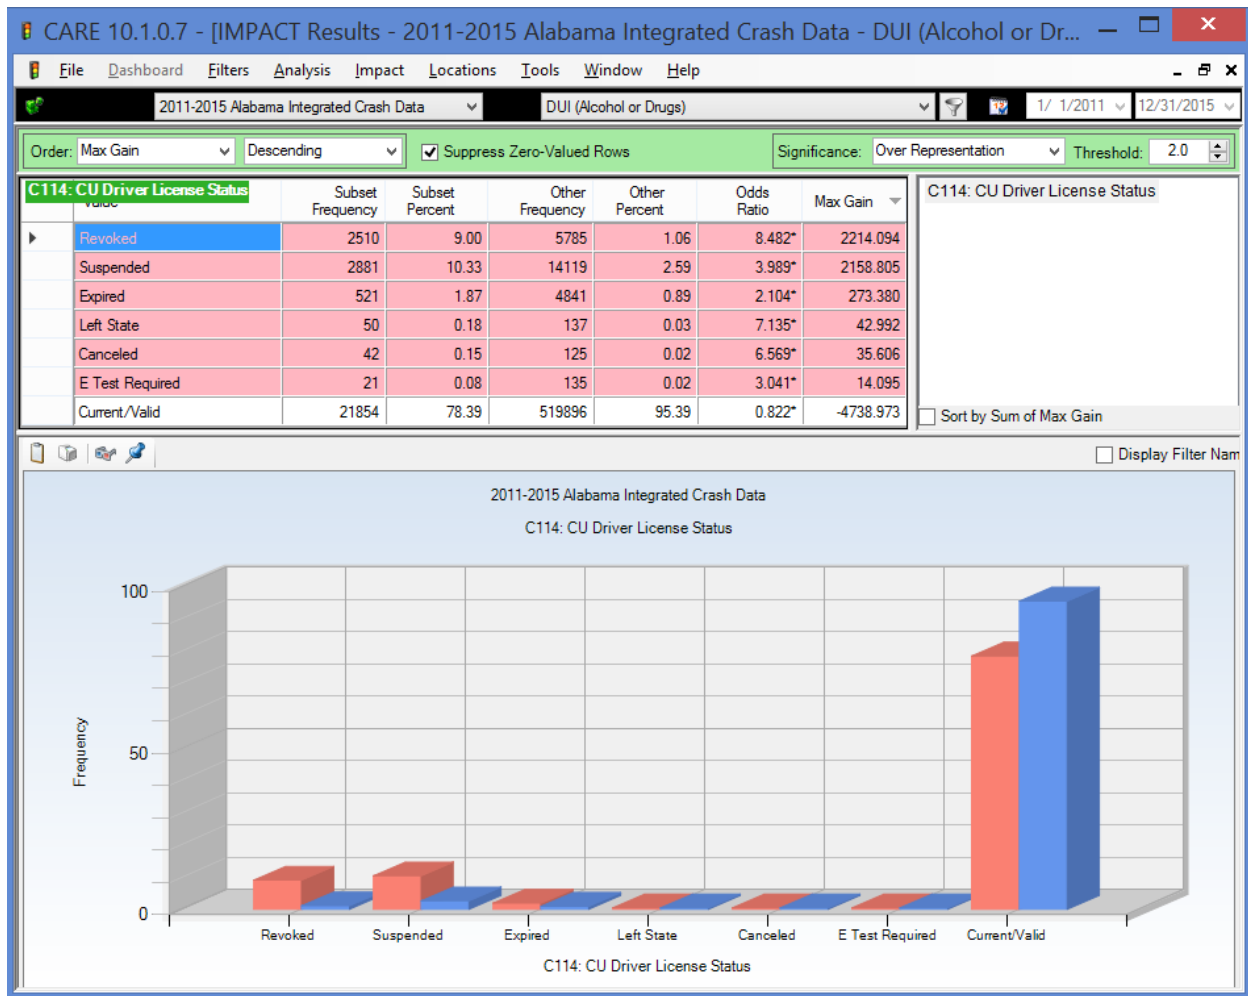 CARE 10.1.0.7 - [IMPACT Results - 2011-2015 Alabama Integrated Crash Data - DUI (Alcohol or Dr...
File Dashboard Filters Analysis Impact Locations Tools Window Help
2011-2015 Alabama Integrated Crash Data DUI (Alcohol or Drugs) 12 1/ 1/2011 12/31/2015
Order: Max Gain Descending Suppress Zero-Valued Rows Significance: Over Representation Threshold: 2.0
C114: CU Driver License Status
Value Subset Frequency Subset Percent Other Frequency Other Percent Odds Ratio Max Gain
Revoked 2510 9.00 5785 1.06 8.482* 2214.094
Suspended 2881 10.33 14119 2.59 3.989* 2158.805
Expired 521 1.87 4841 0.89 2.104* 273.380
Left State 50 0.18 137 0.03 7.135* 42.992
Canceled 42 0.15 125 0.02 6.569* 35.606
E Test Required 21 0.08 135 0.02 3.041* 14.095
Current/Valid 21854 78.39 519896 95.39 0.822* -4738.973
C114: CU Driver License Status
Sort by Sum of Max Gain
Display Filter Nam
2011-2015 Alabama Integrated Crash Data
C114: CU Driver License Status
100
50
0
Frequency
Revoked Suspended Expired Left State Canceled E Test Required Current/Valid
C114: CU Driver License Status